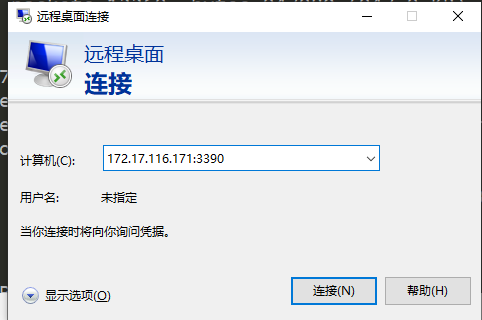 远程桌面连接
远程桌面
连接
计算机(C):
172.17.116.171:3390
用户名:
未指定
当你连接时将向你询问凭据。
显示选项(O)
连接(N)
帮助(H)